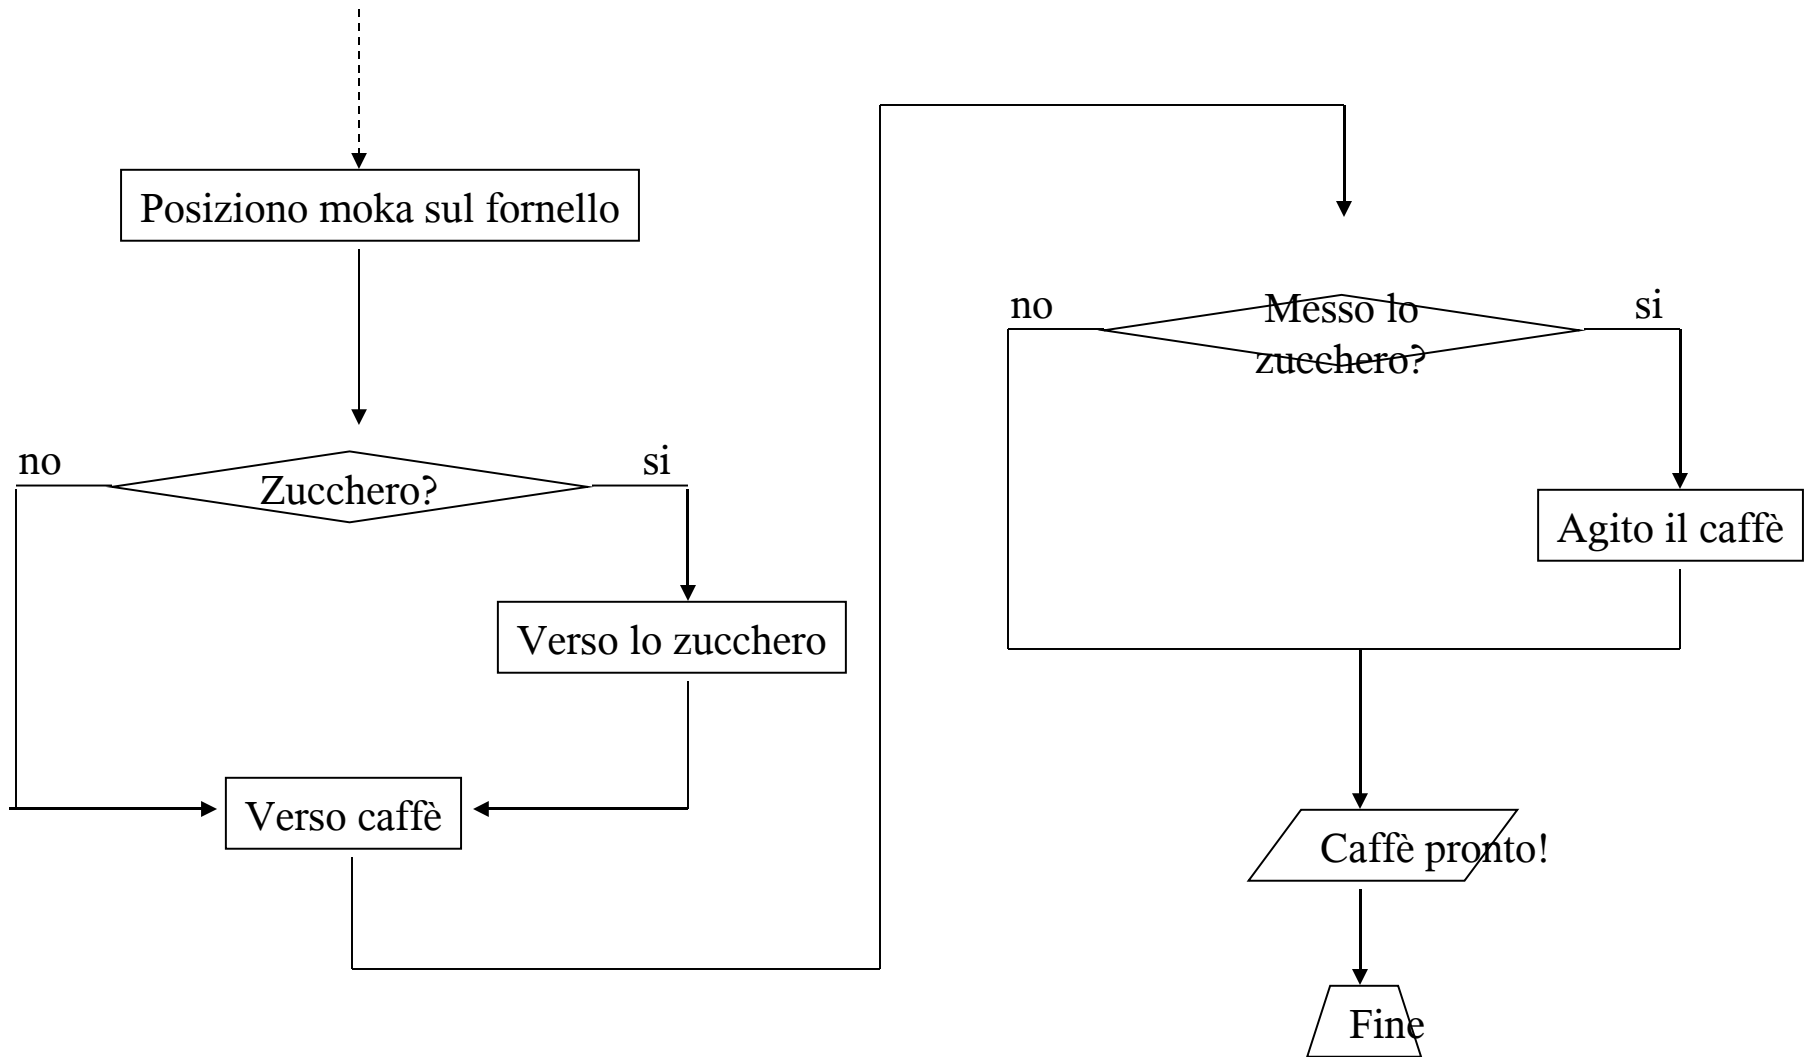 Posiziono moka sul fornello
no
Zucchero?
si
Verso lo zucchero
Verso caffè
no
Messo lo
zucchero?
si
Agito il caffè
Caffè pronto!
Fine